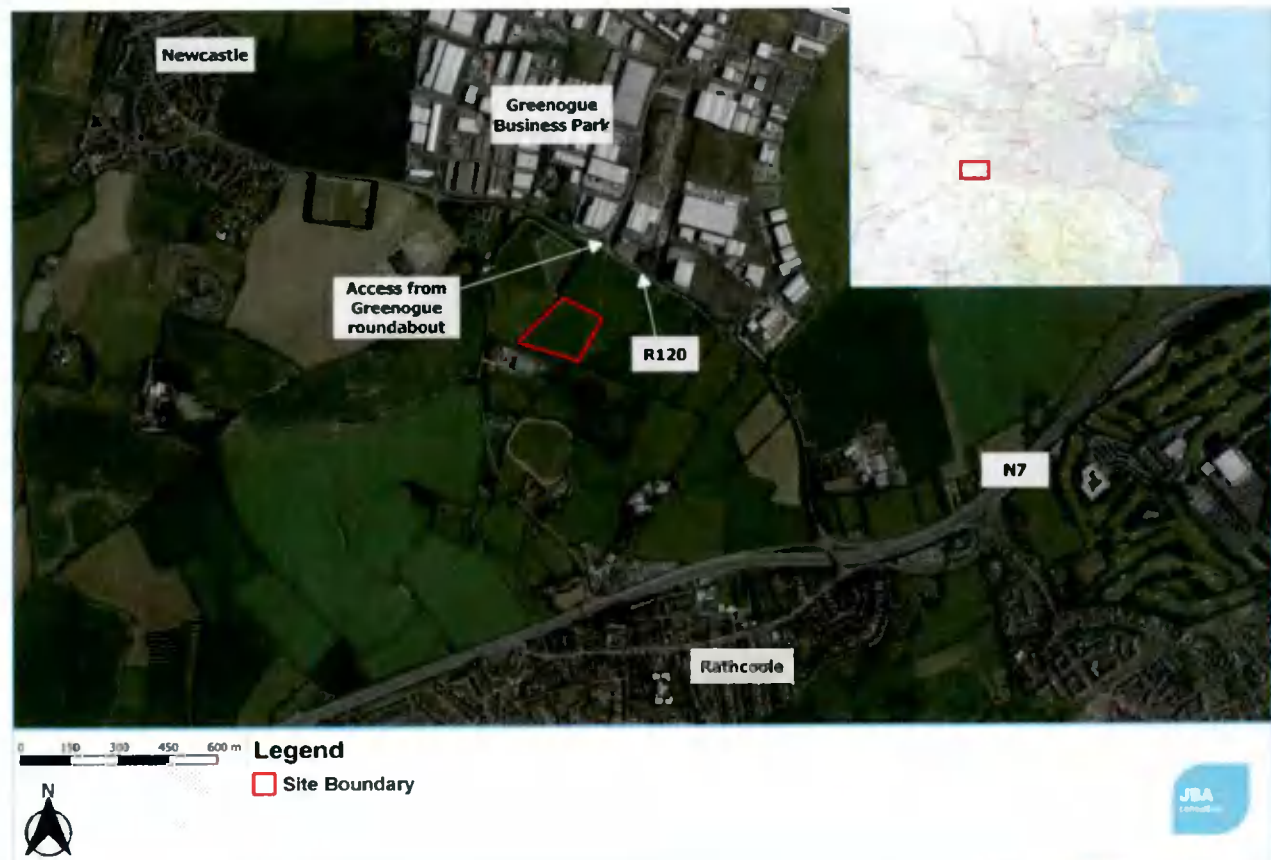 Newcastle
Greenogue
Business Park
Access from
Greenogue
roundabout
R120
N7
Rathcoole
0 150 300 450 600 m
Legend
Site Boundary
N
JBA
consulting